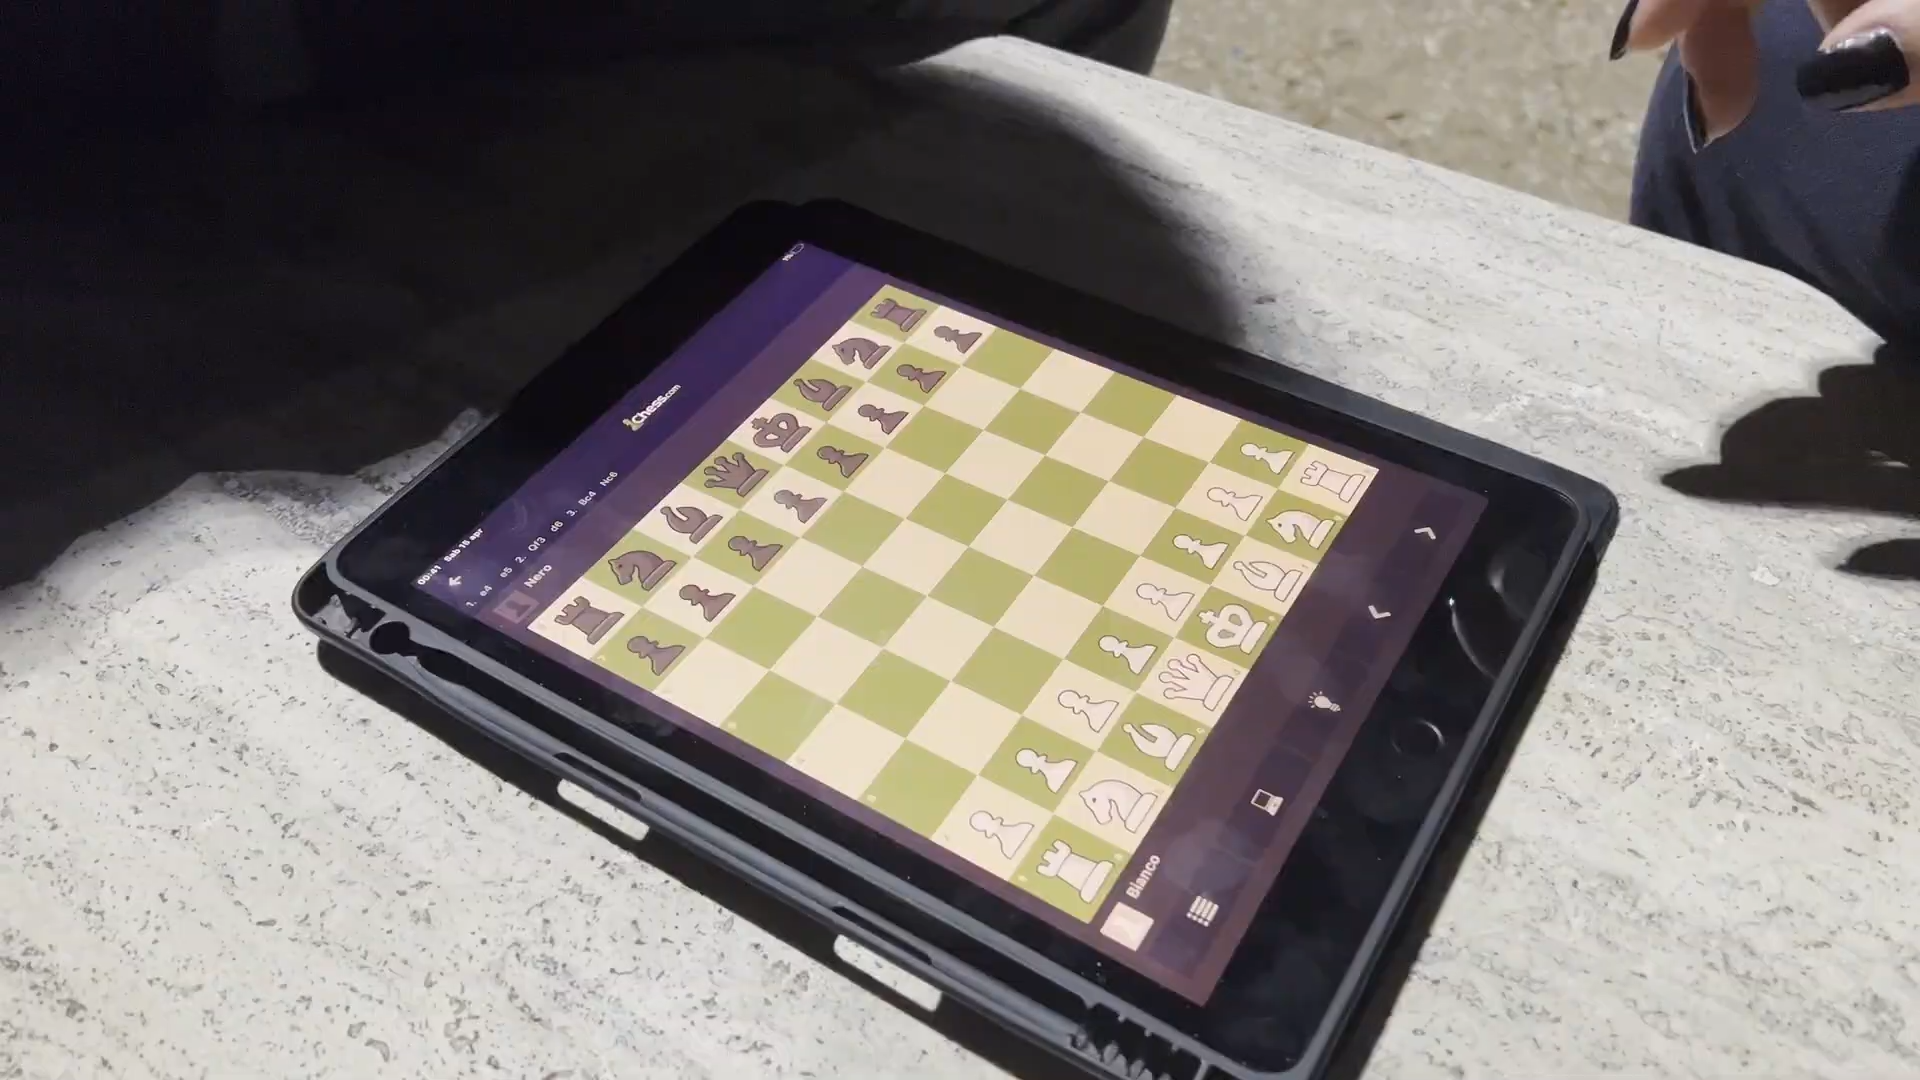 00:41 Sab 18 apr
Chess.com
1. e4 e5 2. Qf3 d6 3. Bc4 Nc6
Nero
Bianco